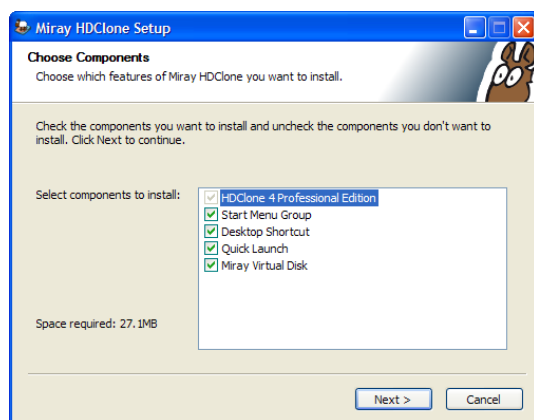 Miray HDClone Setup
Choose Components
Choose which features of Miray HDClone you want to install.
Check the components you want to install and uncheck the components you don't want to
install. Click Next to continue.
Select components to install:
HDClone 4 Professional Edition
Start Menu Group
Desktop Shortcut
Quick Launch
Miray Virtual Disk
Space required: 27.1MB
Next >
Cancel